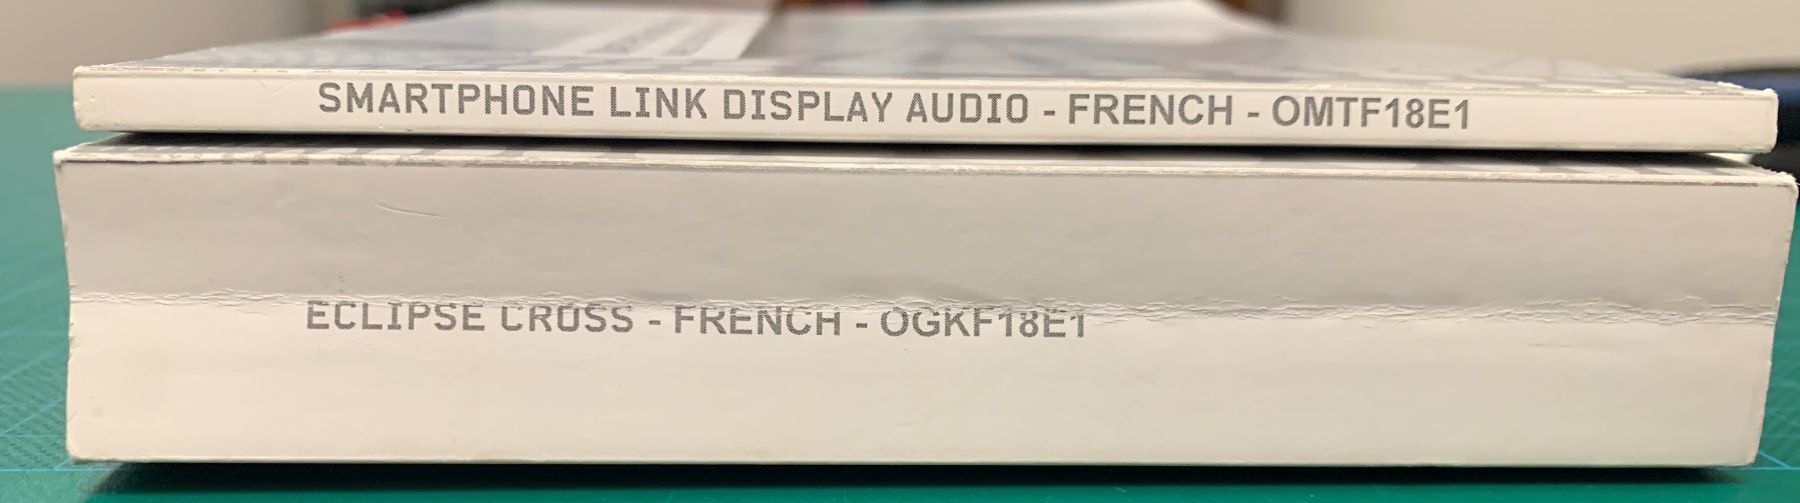 SMARTPHONE LINK DISPLAY AUDIO - FRENCH - OMTF18E1
ECLIPSE CROSS - FRENCH - OGKF18E1